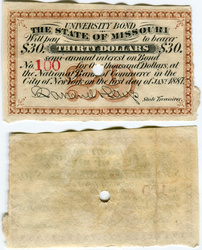 UNIVERSITY BOND
THE STATE OF MISSOURI
Will pay to bearer
$30. THIRTY DOLLARS $30.
semi-annual interest on Bond
No. 100 for thousand Dollars, at
the National Bank of Commerce in the
City of New York on the first day of JAN: 1887.
State Treasurer.